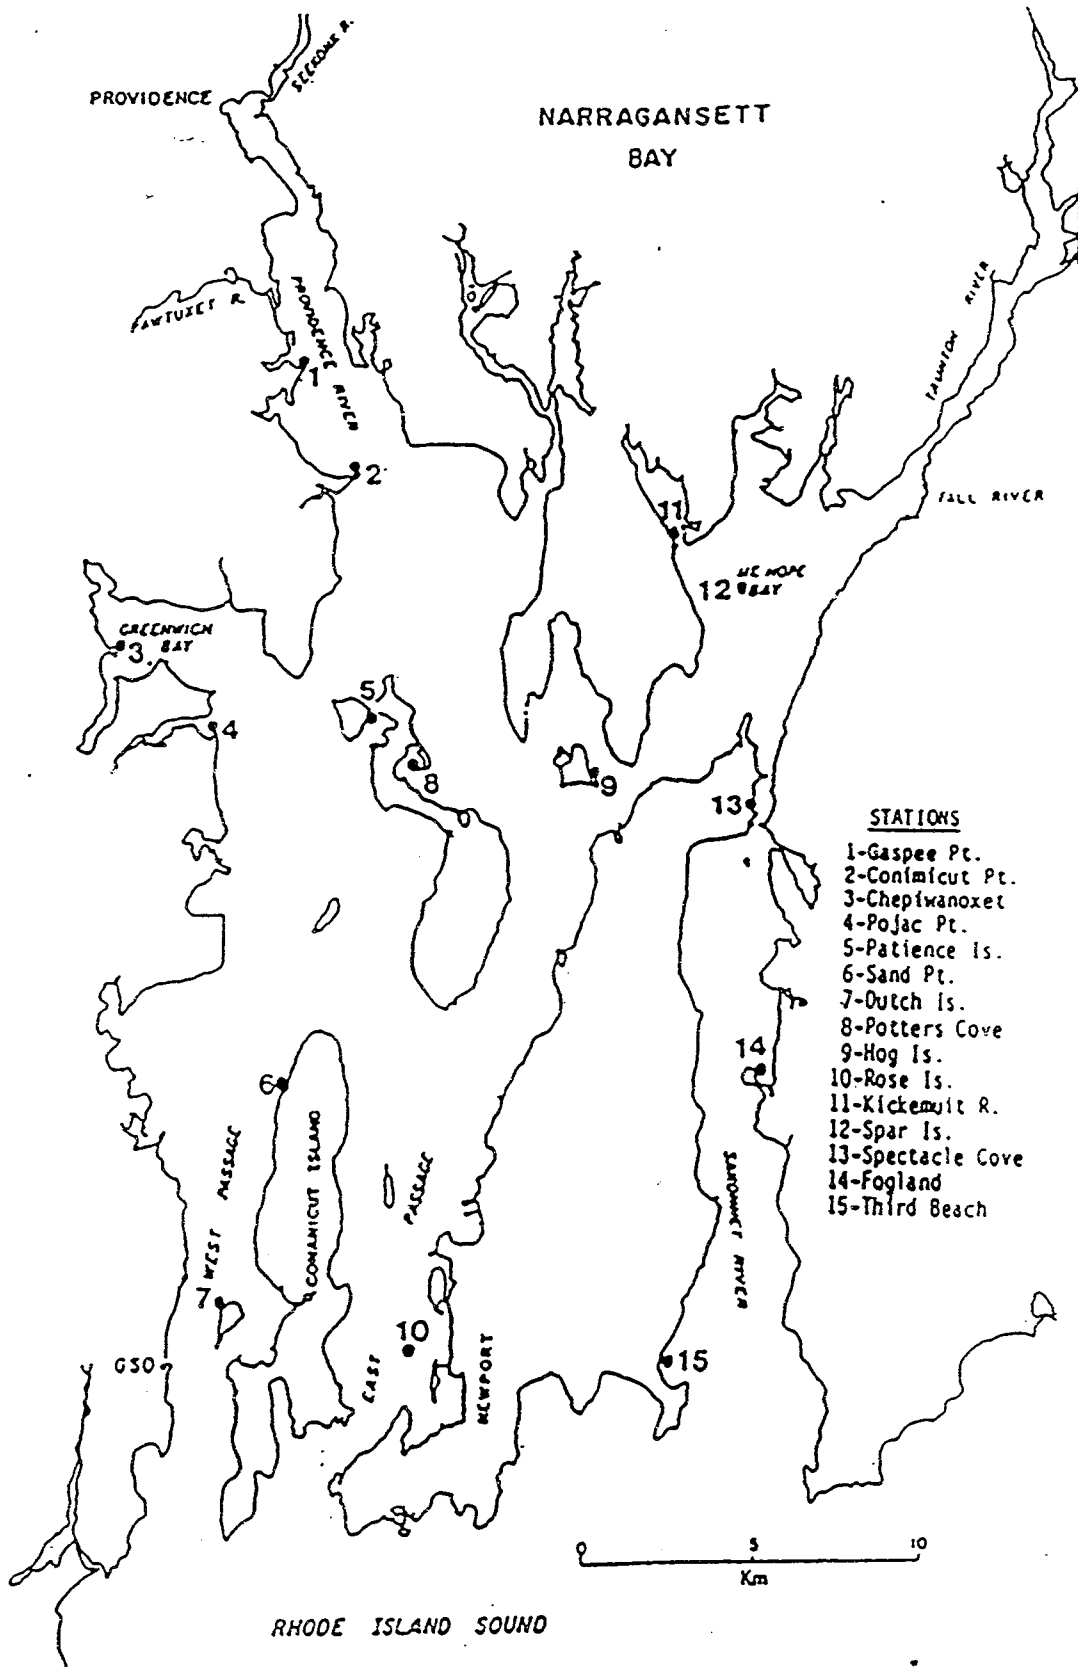 SEEKONK R.
PROVIDENCE
NARRAGANSETT
BAY
PAWTUXET R.
PROVIDENCE RIVER
TAUNTON RIVER
1
2
FALL RIVER
11
12
MT HOPE
BAY
GREENWICH
BAY
3
4
5
8
9
13
STATIONS
1-Gaspee Pt.
2-Conimicut Pt.
3-Chepiwanoxet
4-Pojac Pt.
5-Patience Is.
6-Sand Pt.
7-Dutch Is.
8-Potters Cove
9-Hog Is.
10-Rose Is.
11-Kickemuit R.
12-Spar Is.
13-Spectacle Cove
14-Fogland
15-Third Beach
14
6
WEST PASSAGE
CONANICUT ISLAND
EAST PASSAGE
SAKONNET RIVER
7
10
GSO
NEWPORT
15
0 5 10
Km
RHODE ISLAND SOUND